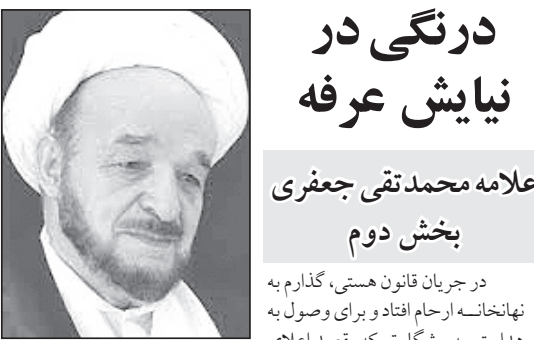 درنگی در
نیایش عرفه
علامه محمدتقی جعفری
بخش دوم
در جریان قانون هستی، گذارم به
نهانخانــه ارحام افتاد و برای وصول به